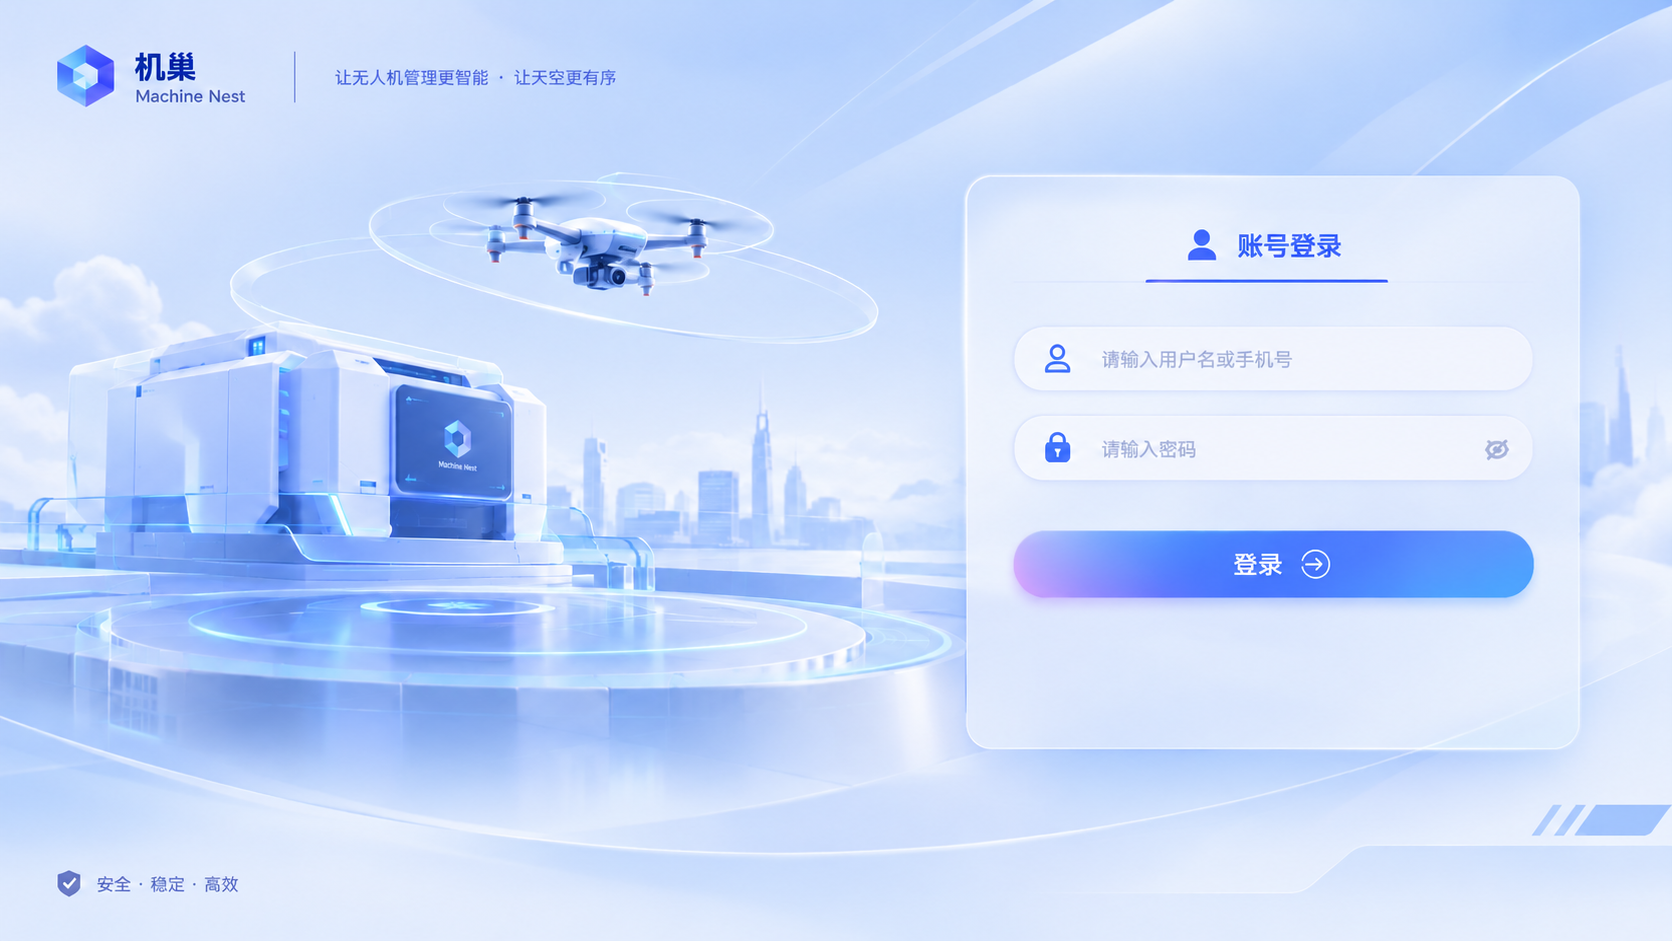 机巢
Machine Nest
让无人机管理更智能 · 让天空更有序
账号登录
请输入用户名或手机号
请输入密码
登录
Machine Nest
安全 · 稳定 · 高效